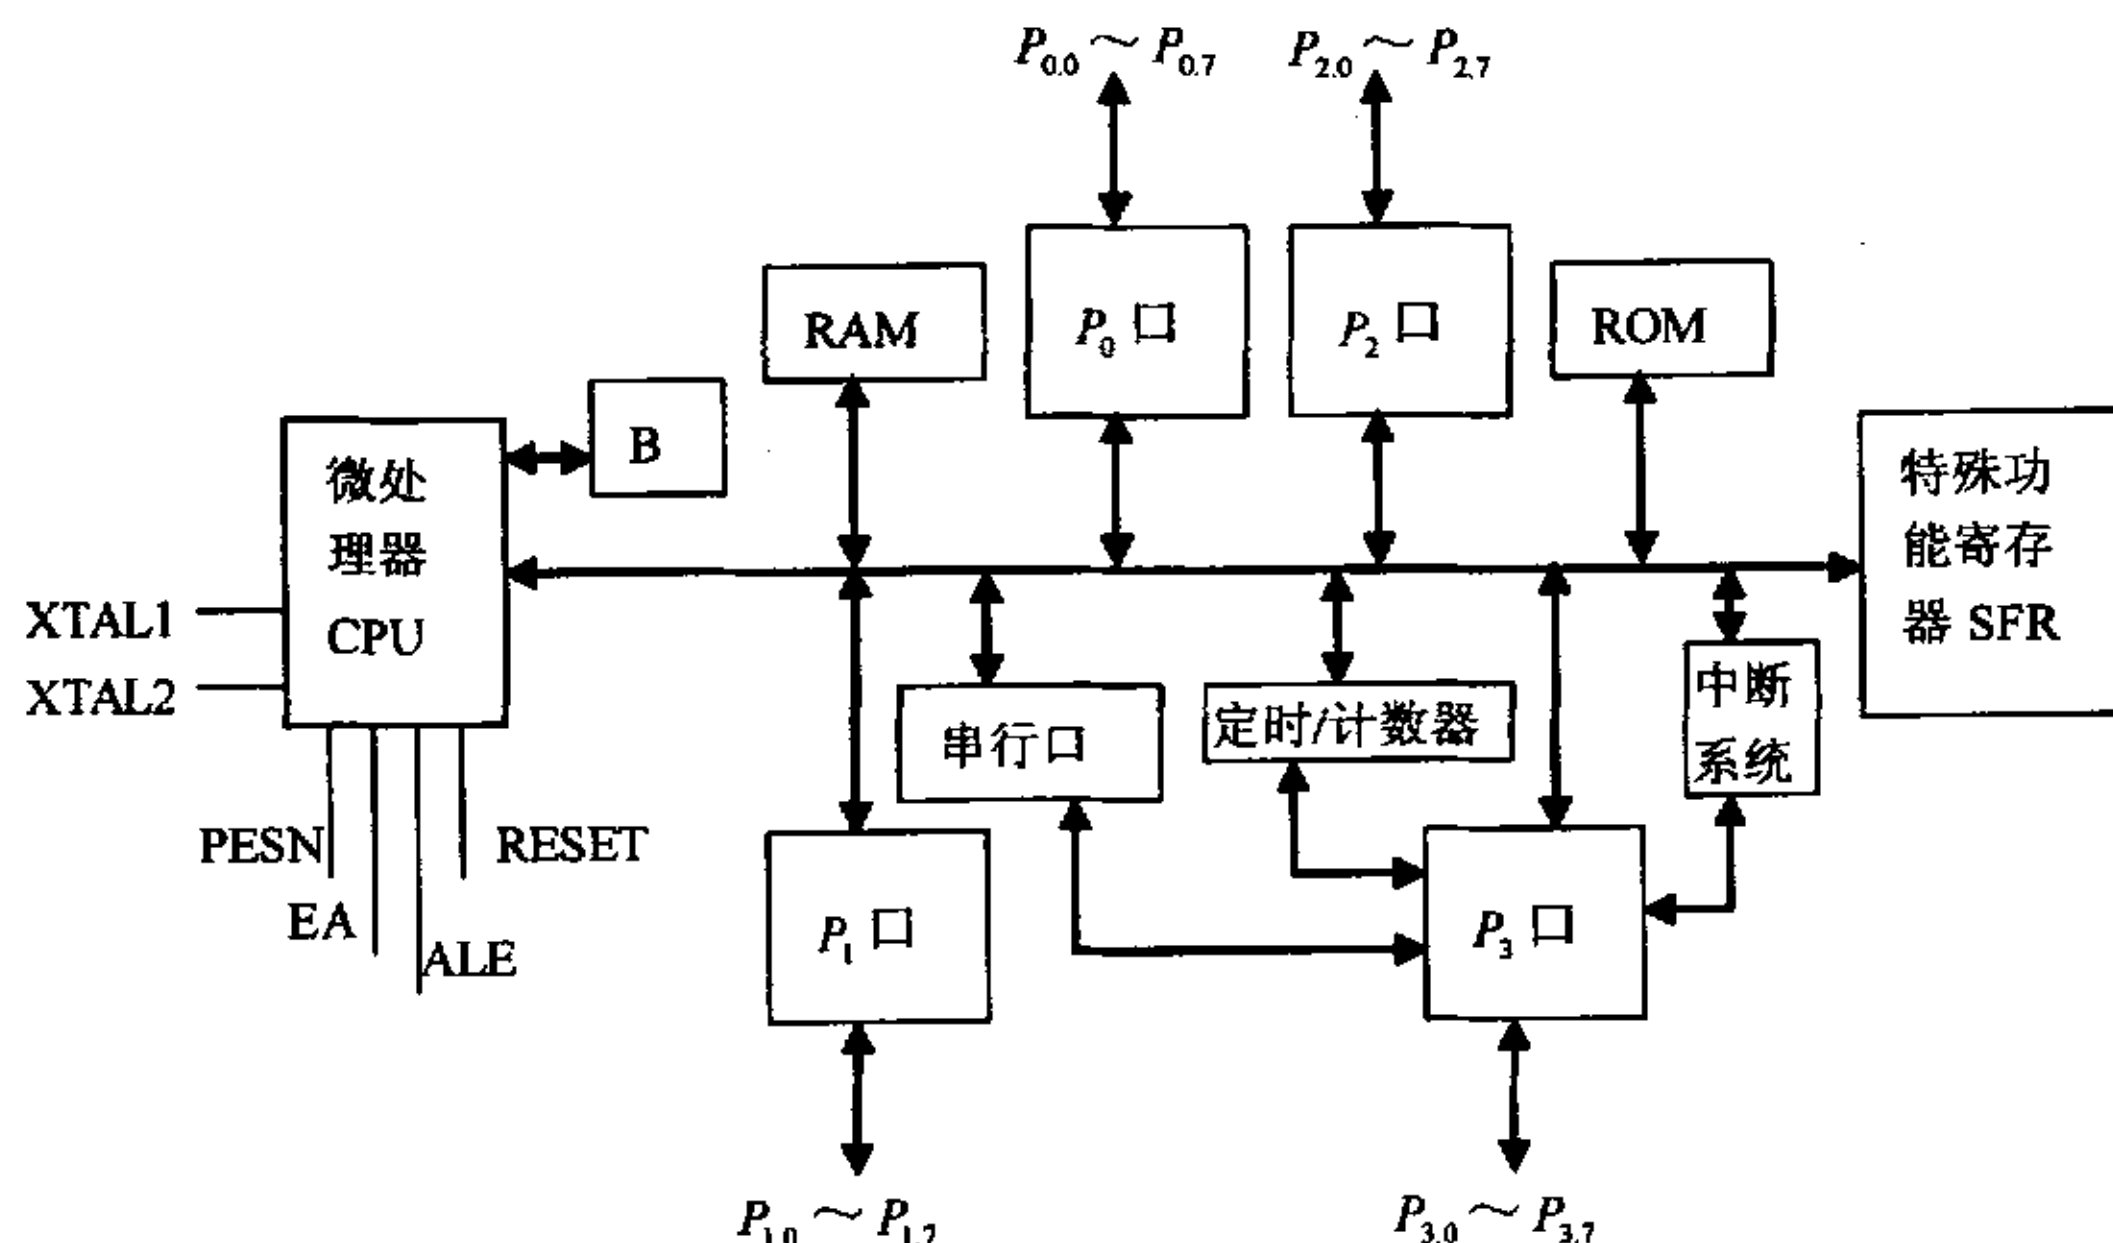 P0.0～P0.7
P2.0～P2.7
RAM
P0 口
P2 口
ROM
B
微处
理器
CPU
特殊功
能寄存
器 SFR
XTAL1
XTAL2
串行口
定时/计数器
中断
系统
PESN
RESET
EA
ALE
P1 口
P3 口
P1.0～P1.7
P3.0～P3.7